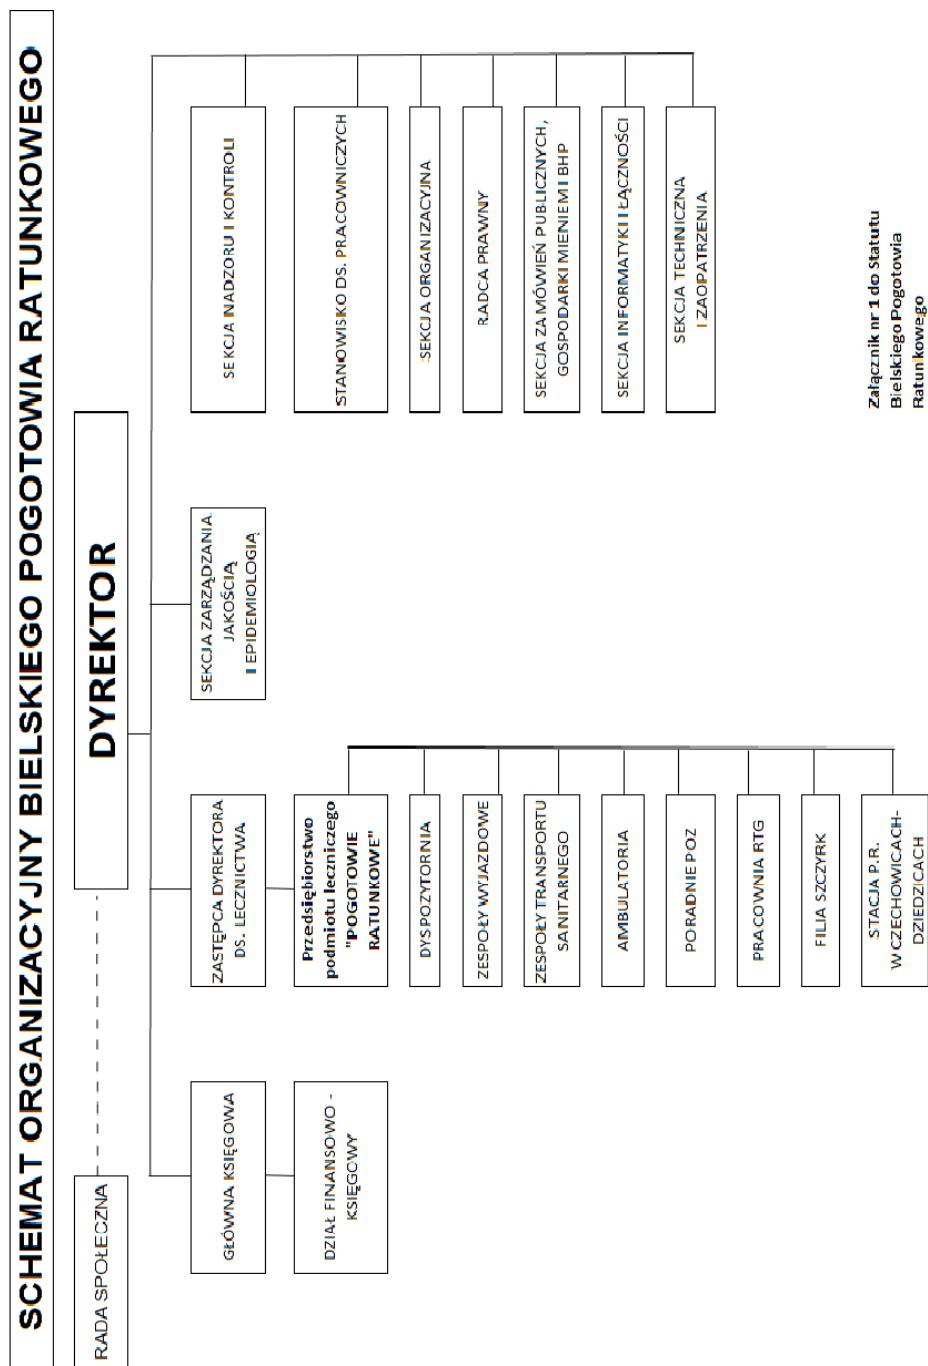 SCHEMAT ORGANIZACYJNY BIELSKIEGO POGOTOWIA RATUNKOWEGO
RADA SPOŁECZNA
DYREKTOR
GŁÓWNA KSIĘGOWA
DZIAŁ FINANSOWO -
KSIĘGOWY
ZASTĘPCA DYREKTORA
DS. LECZNICTWA
Przedsiębiorstwo
podmiotu leczniczego
"POGOTOWIE
RATUNKOWE"
DYSPOZYTORNIA
ZESPOŁY WYJAZDOWE
ZESPOŁY TRANSPORTU
SANITARNEGO
AMBULATORIA
PORADNIE POZ
PRACOWNIA RTG
FILIA SZCZYRK
STACJA P.R.
W CZECHOWICACH-
DZIEDZICACH
SEKCJA ZARZĄDZANIA
JAKOŚCIĄ
I EPIDEMIOLOGIĄ
SEKCJA NADZORU I KONTROLI
STANOWISKO DS. PRACOWNICZYCH
SEKCJA ORGANIZACYJNA
RADCA PRAWNY
SEKCJA ZAMÓWIEŃ PUBLICZNYCH,
GOSPODARKI MIENIEM I BHP
SEKCJA INFORMATYKI I ŁĄCZNOŚCI
SEKCJA TECHNICZNA
I ZAOPATRZENIA
Załącznik nr 1 do Statutu
Bielskiego Pogotowia
Ratunkowego